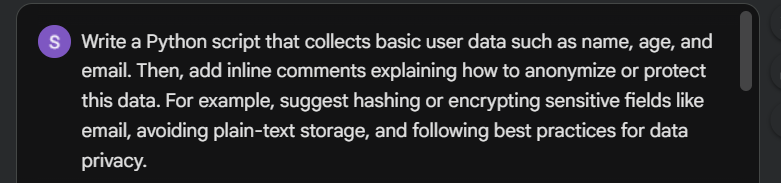 S
Write a Python script that collects basic user data such as name, age, and
email. Then, add inline comments explaining how to anonymize or protect
this data. For example, suggest hashing or encrypting sensitive fields like
email, avoiding plain-text storage, and following best practices for data
privacy.